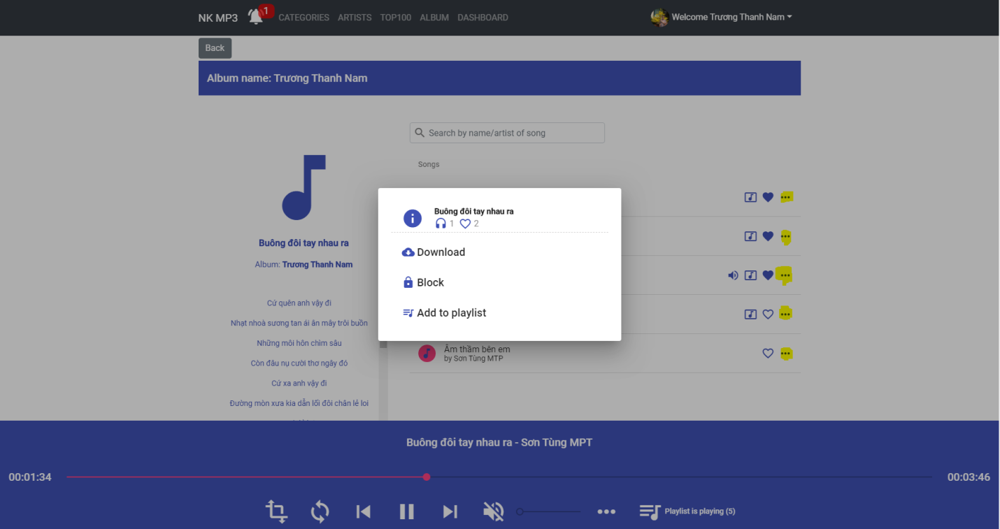 NK MP3 1 CATEGORIES ARTISTS TOP100 ALBUM DASHBOARD Welcome Trương Thanh Nam
Back
Album name: Trương Thanh Nam
Search by name/artist of song
Songs
Buông đôi tay nhau ra
Album: Trương Thanh Nam
Cứ quên anh vậy đi
Nhạt nhoà sương tan ái ân mây trôi buồn
Những môi hôn chìm sâu
Còn đâu nụ cười thơ ngây đó
Cứ xa anh vậy đi
Đường mòn xưa kia dẫn lối đôi chân lẻ loi
Buông đôi tay nhau ra
1 2
Download
Block
Add to playlist
Âm thầm bên em
by Sơn Tùng MTP
Buông đôi tay nhau ra - Sơn Tùng MPT
00:01:34 00:03:46
Playlist is playing (5)